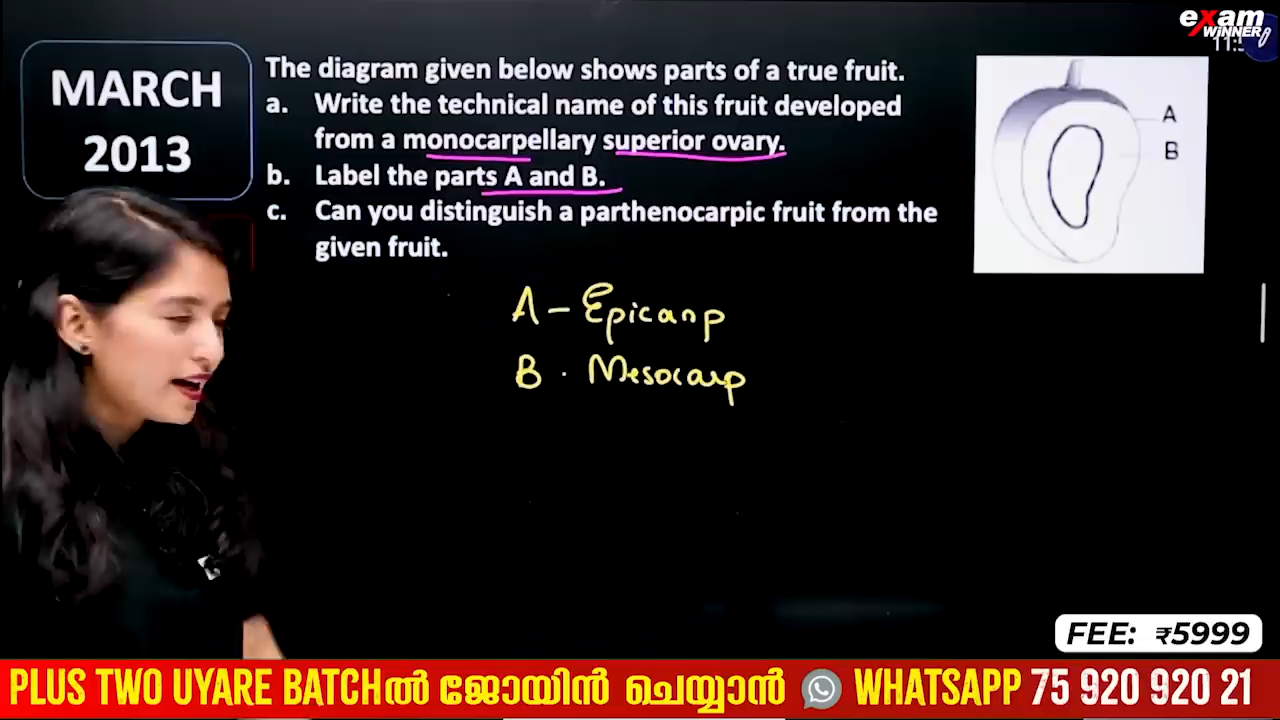 exam
WINNER
MARCH
2013
The diagram given below shows parts of a true fruit.
a. Write the technical name of this fruit developed
from a monocarpellary superior ovary.
b. Label the parts A and B.
c. Can you distinguish a parthenocarpic fruit from the
given fruit.
A
B
A – Epicarp
B . Mesocarp
FEE: ₹5999
PLUS TWO UYARE BATCHൽ ജോയിൻ ചെയ്യാൻ WHATSAPP 75 920 920 21